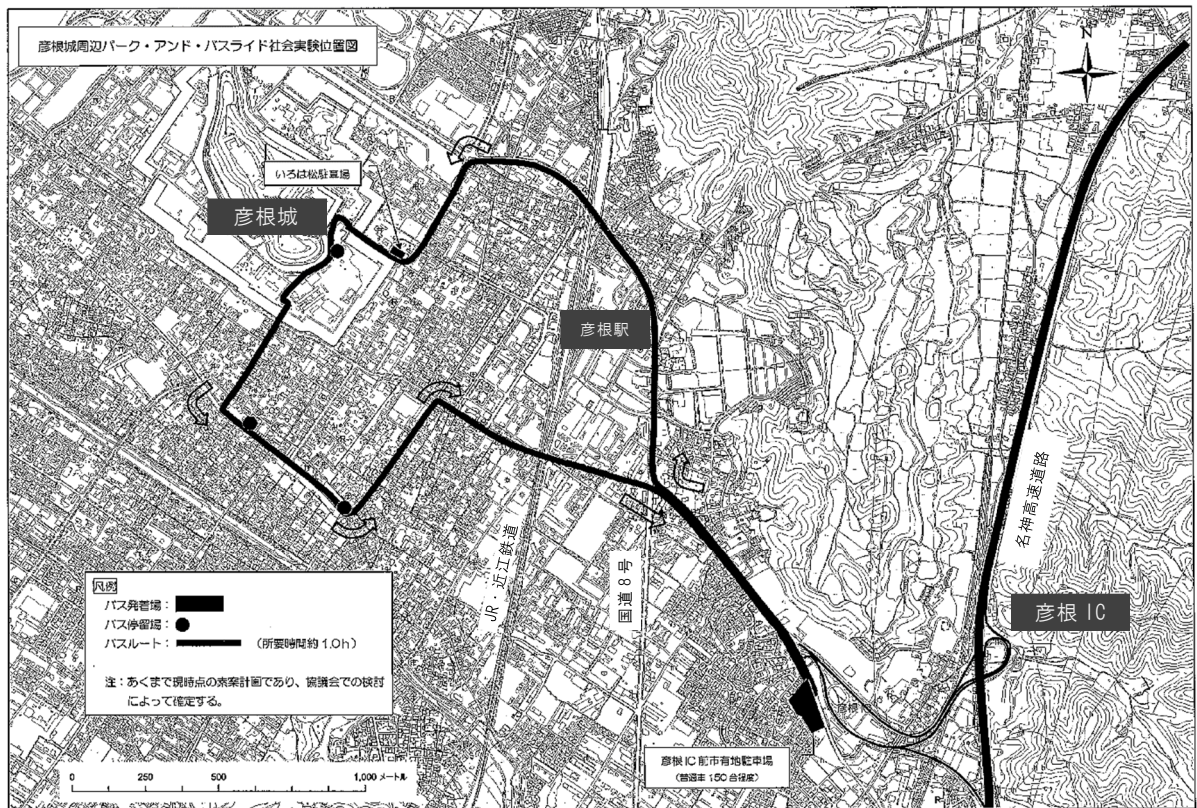 彦根城周辺パーク・アンド・バスライド社会実験位置図
N
いろは松駐車場
彦根城
彦根駅
名神高速道路
JR・近江鉄道
国道8号
彦根IC
彦根
凡例
バス発着場：
バス停留場：
バスルート： （所要時間約1.0h）
注：あくまで現時点の素案計画であり、協議会での検討
によって確定する。
彦根IC前市有地駐車場
（普通車150台程度）
0 250 500 1,000メートル